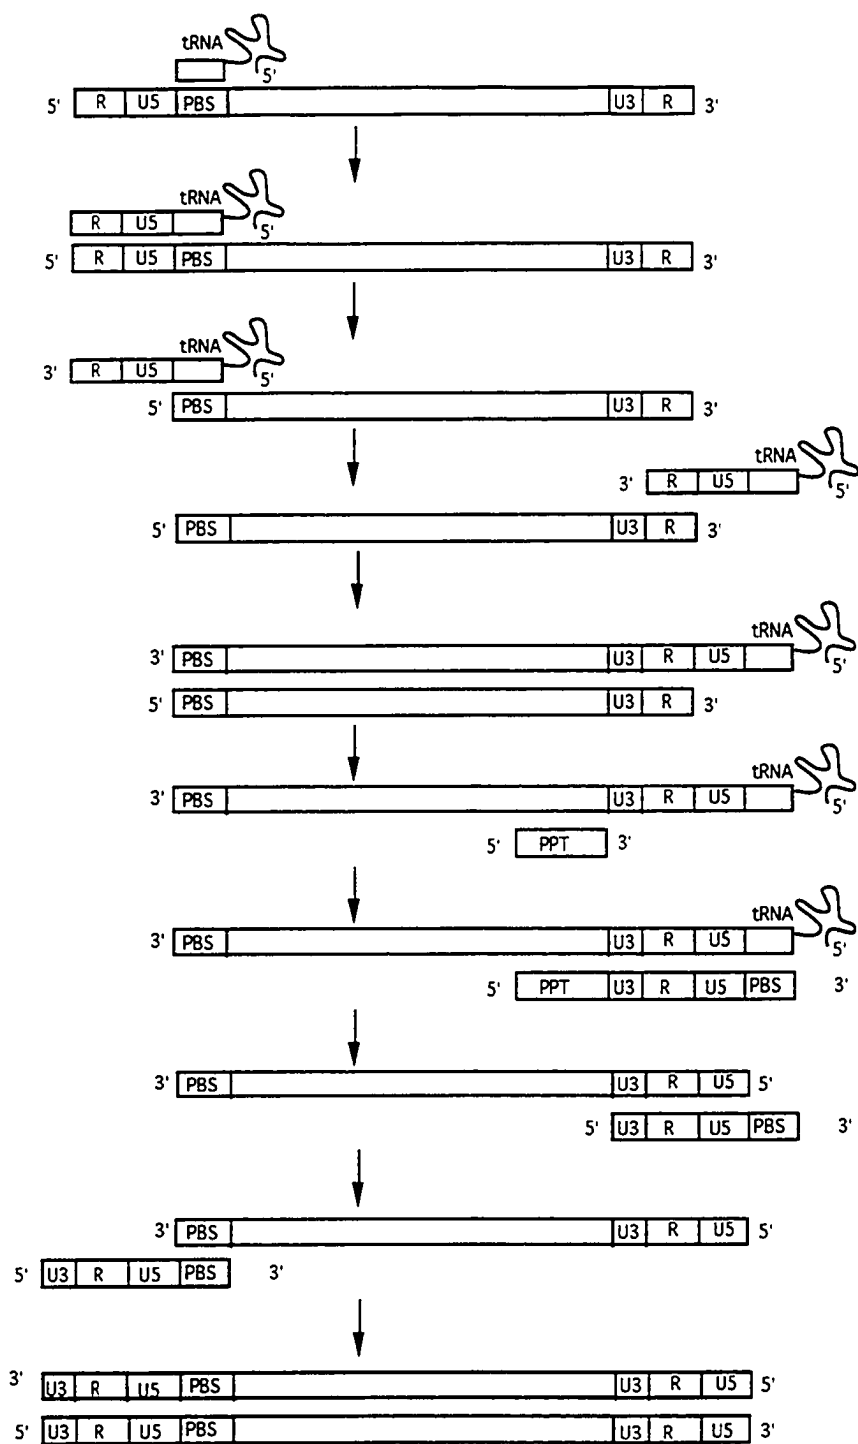 tRNA
5'
5' R U5 PBS U3 R 3'
tRNA
R U5 5'
5' R U5 PBS U3 R 3'
tRNA
3' R U5 5'
5' PBS U3 R 3'
tRNA
3' R U5 5'
5' PBS U3 R 3'
tRNA
3' PBS U3 R U5 5'
5' PBS U3 R 3'
tRNA
3' PBS U3 R U5 5'
5' PPT 3'
tRNA
3' PBS U3 R U5 5'
5' PPT U3 R U5 PBS 3'
3' PBS U3 R U5 5'
5' U3 R U5 PBS 3'
3' PBS U3 R U5 5'
5' U3 R U5 PBS 3'
3' U3 R U5 PBS U3 R U5 5'
5' U3 R U5 PBS U3 R U5 3'